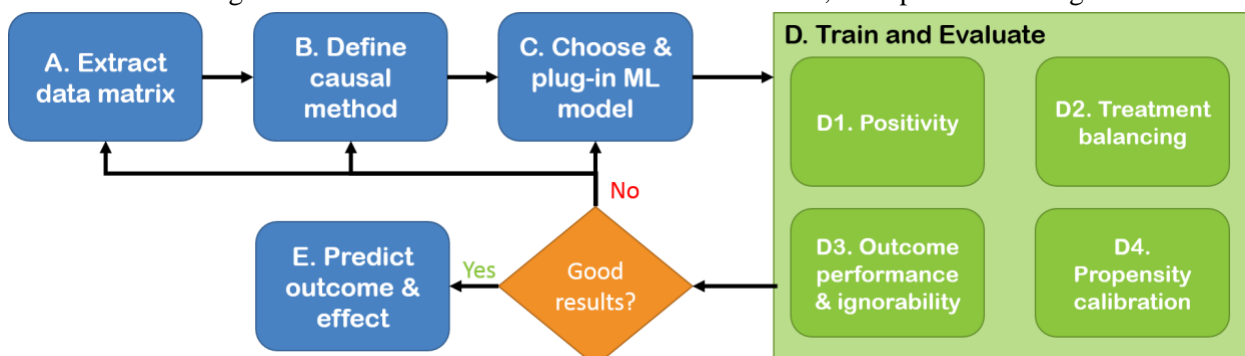 A. Extract
data matrix
B. Define
causal
method
C. Choose &
plug-in ML
model
D. Train and Evaluate
D1. Positivity
D2. Treatment
balancing
D3. Outcome
performance
& ignorability
D4.
Propensity
calibration
No
Good
results?
Yes
E. Predict
outcome &
effect